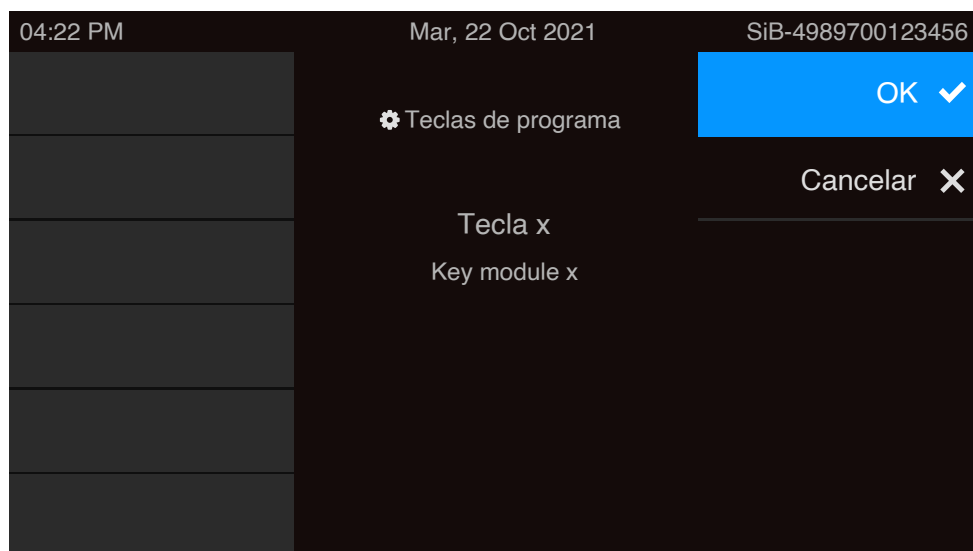 04:22 PM Mar, 22 Oct 2021 SiB-4989700123456
OK
Teclas de programa
Cancelar
Tecla x
Key module x